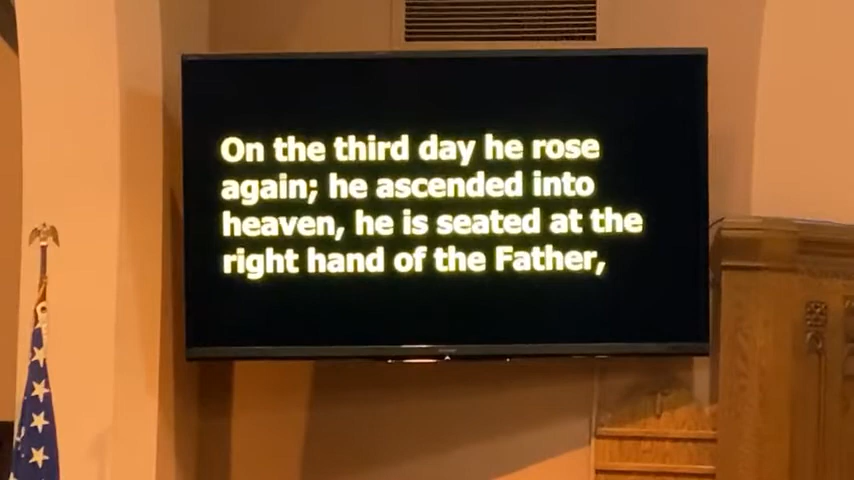 On the third day he rose
again; he ascended into
heaven, he is seated at the
right hand of the Father,